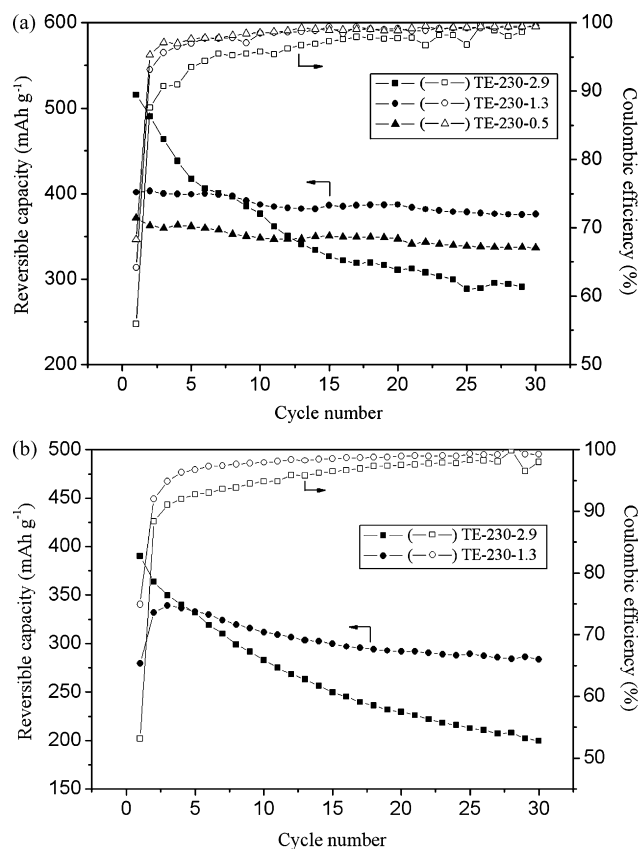 (a)
600
500
400
300
200
100
90
80
70
60
50
Reversible capacity (mAh g⁻¹)
Coulombic efficiency (%)
(—■—) (—□—) TE-230-2.9
(—●—) (—○—) TE-230-1.3
(—▲—) (—△—) TE-230-0.5
0 5 10 15 20 25 30
Cycle number
(b)
500
450
400
350
300
250
200
150
100
90
80
70
60
50
Reversible capacity (mAh g⁻¹)
Coulombic efficiency (%)
(—■—) (—□—) TE-230-2.9
(—●—) (—○—) TE-230-1.3
0 5 10 15 20 25 30
Cycle number